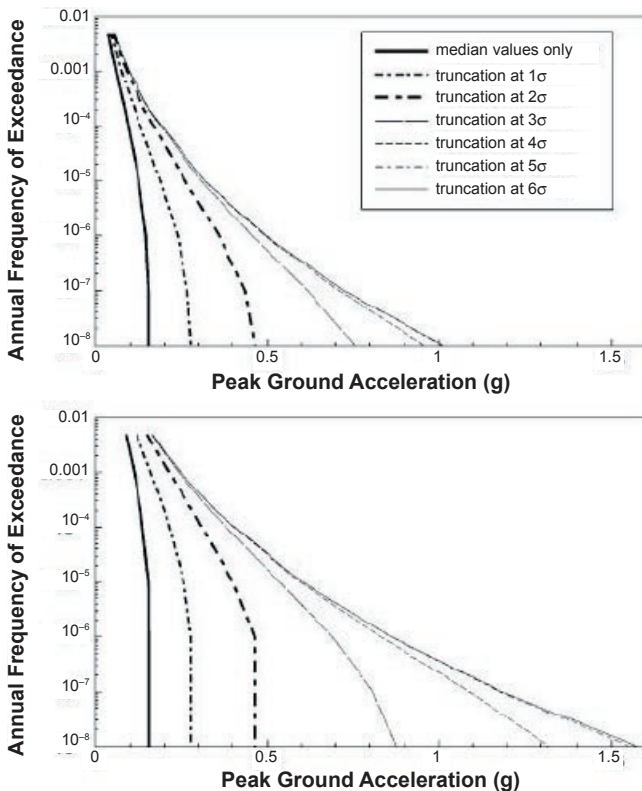 Annual Frequency of Exceedance
0.01
0.001
10⁻⁴
10⁻⁵
10⁻⁶
10⁻⁷
10⁻⁸
median values only
truncation at 1σ
truncation at 2σ
truncation at 3σ
truncation at 4σ
truncation at 5σ
truncation at 6σ
0 0.5 1 1.5
Peak Ground Acceleration (g)
Annual Frequency of Exceedance
0.01
0.001
10⁻⁴
10⁻⁵
10⁻⁶
10⁻⁷
10⁻⁸
0 0.5 1 1.5
Peak Ground Acceleration (g)